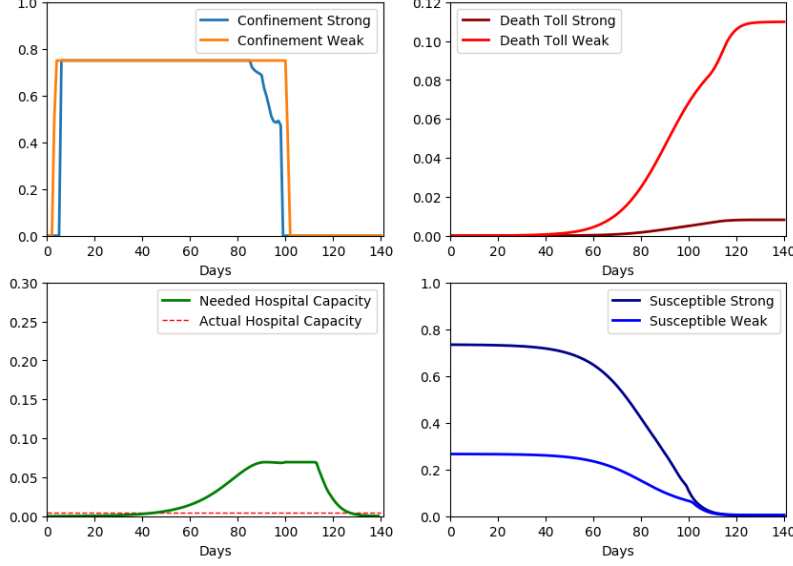 1.0
0.8
0.6
0.4
0.2
0.0
0 20 40 60 80 100 120 140
Days
Confinement Strong
Confinement Weak
0.12
0.10
0.08
0.06
0.04
0.02
0.00
0 20 40 60 80 100 120 140
Days
Death Toll Strong
Death Toll Weak
0.30
0.25
0.20
0.15
0.10
0.05
0.00
0 20 40 60 80 100 120 140
Days
Needed Hospital Capacity
Actual Hospital Capacity
1.0
0.8
0.6
0.4
0.2
0.0
0 20 40 60 80 100 120 140
Days
Susceptible Strong
Susceptible Weak